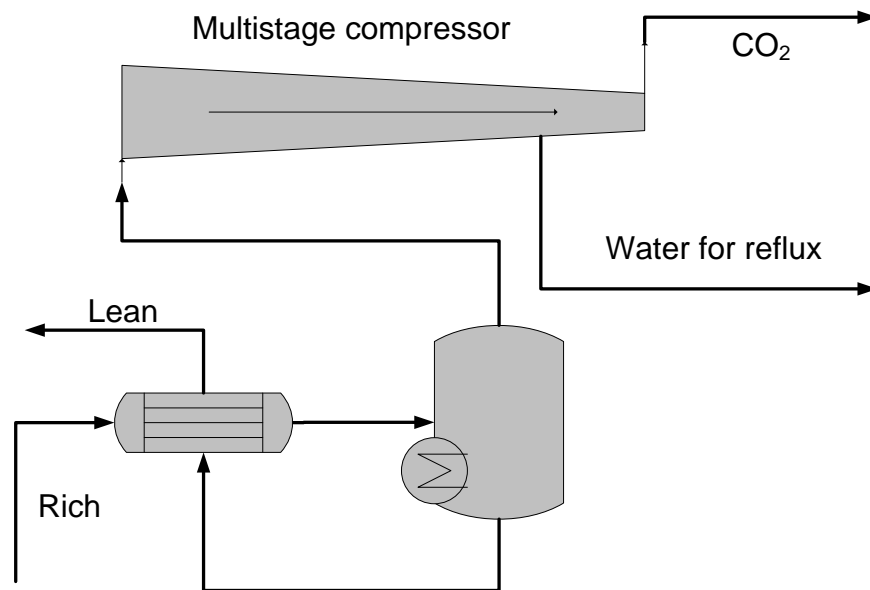 Multistage compressor
CO₂
Water for reflux
Lean
Rich